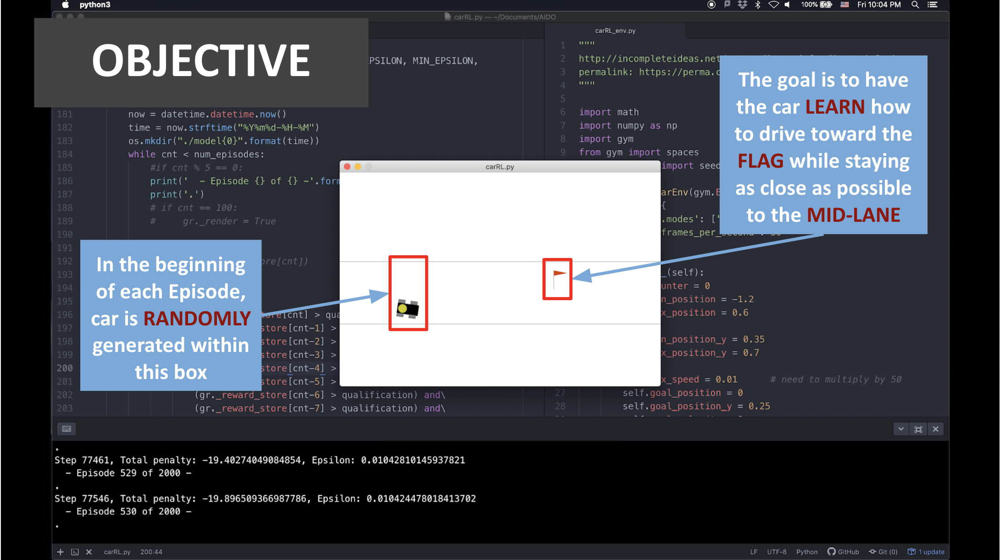 python3
100%
Fri 10:04 PM
carRL.py — ~/Documents/AIDO
OBJECTIVE
EPSILON, MIN_EPSILON,
181 now = datetime.datetime.now()
182 time = now.strftime("%Y%m%d-%H-%M")
183 os.mkdir("./model{0}".format(time))
184 while cnt < num_episodes:
185 #if cnt % 5 == 0:
186 print('  - Episode {} of {} -'.form
187 print('.')
188 # if cnt == 100:
189 #     gr._render = True
190
191
192 ore[cnt])
193
194
195
196 tore[cnt] > qua
197 store[cnt-1] >
198 store[cnt-2] >
199 store[cnt-3] >
200 store[cnt-4] >
201 store[cnt-5] >
202 (gr._reward_store[cnt-6] > qualification) and\
203 (gr._reward_store[cnt-7] > qualification) and\
In the beginning
of each Episode,
car is RANDOMLY
generated within
this box
carRL.py
carRL_env.py
1 """
2 http://incompleteideas.net
3 permalink: https://perma.c
4 """
5
6 import math
7 import numpy as np
8 import gym
9 from gym import spaces
import seed
arEnv(gym.E
{
.modes': ['
frames_per_second
_(self):
unter = 0
n_position = -1.2
x_position = 0.6
n_position_y = 0.35
x_position_y = 0.7
x_speed = 0.01 # need to multiply by 50
27 self.goal_position = 0
28 self.goal_position_y = 0.25
The goal is to have
the car LEARN how
to drive toward the
FLAG while staying
as close as possible
to the MID-LANE
.
Step 77461, Total penalty: -19.40274049084854, Epsilon: 0.01042810145937821
- Episode 529 of 2000 -
.
Step 77546, Total penalty: -19.896509366987786, Epsilon: 0.010424478018413702
- Episode 530 of 2000 -
.
carRL.py 200:44
LF UTF-8 Python GitHub Git (0) 1 update